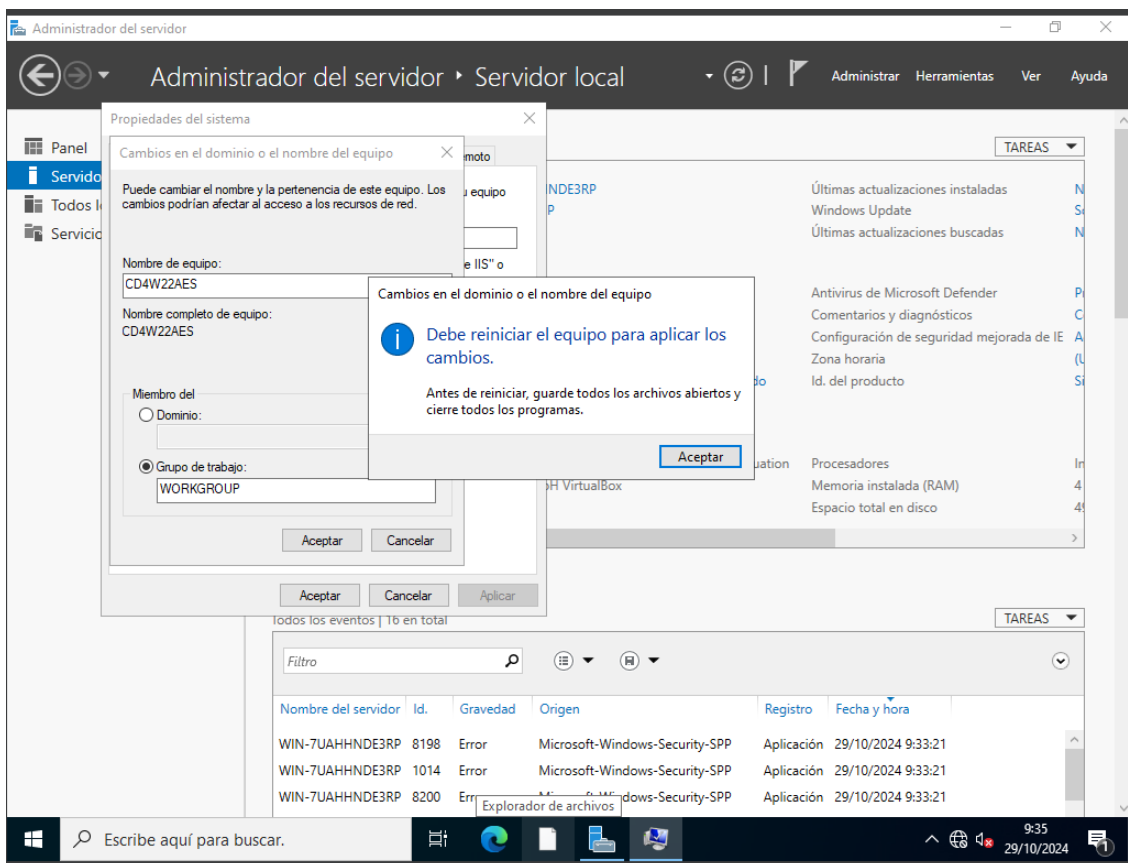 Administrador del servidor
Administrador del servidor ‣ Servidor local
Administrar Herramientas Ver Ayuda
Propiedades del sistema
Panel
Cambios en el dominio o el nombre del equipo
TAREAS
Puede cambiar el nombre y la pertenencia de este equipo. Los
cambios podrían afectar al acceso a los recursos de red.
equipo
NDE3RP
Últimas actualizaciones instaladas
Windows Update
Últimas actualizaciones buscadas
Nombre de equipo:
CD4W22AES
e IIS" o
Nombre completo de equipo:
CD4W22AES
Cambios en el dominio o el nombre del equipo
Debe reiniciar el equipo para aplicar los
cambios.
Antes de reiniciar, guarde todos los archivos abiertos y
cierre todos los programas.
Aceptar
Antivirus de Microsoft Defender
Comentarios y diagnósticos
Configuración de seguridad mejorada de IE
Zona horaria
Id. del producto
Miembro del
Dominio:
Grupo de trabajo:
WORKGROUP
Aceptar Cancelar
uation
H VirtualBox
Procesadores
Memoria instalada (RAM)
4
Espacio total en disco
Aceptar Cancelar Aplicar
Todos los eventos | 16 en total
TAREAS
Filtro
Nombre del servidor Id. Gravedad Origen Registro Fecha y hora
WIN-7UAHHNDE3RP 8198 Error Microsoft-Windows-Security-SPP Aplicación 29/10/2024 9:33:21
WIN-7UAHHNDE3RP 1014 Error Microsoft-Windows-Security-SPP Aplicación 29/10/2024 9:33:21
WIN-7UAHHNDE3RP 8200 dows-Security-SPP Aplicación 29/10/2024 9:33:21
Explorador de archivos
Escribe aquí para buscar.
9:35
29/10/2024
1